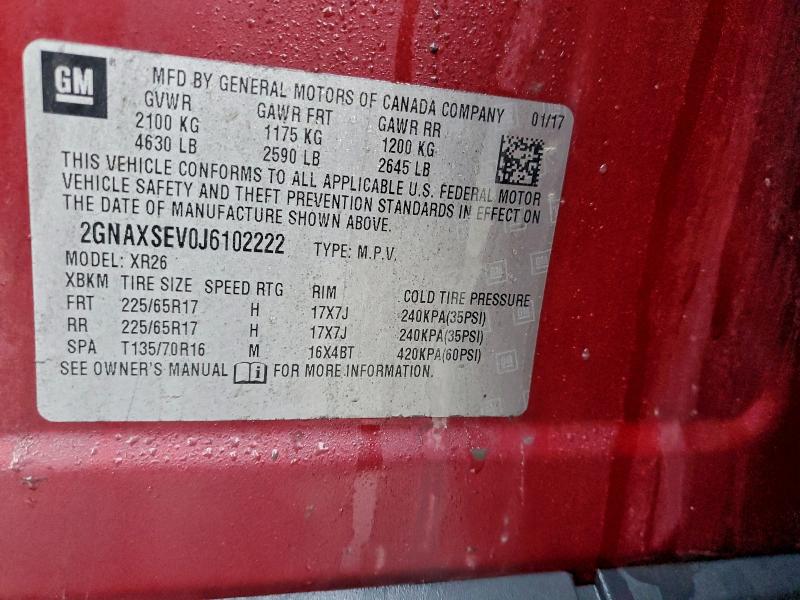 GM
MFD BY GENERAL MOTORS OF CANADA COMPANY
GVWR GAWR FRT GAWR RR 01/17
2100 KG 1175 KG 1200 KG
4630 LB 2590 LB 2645 LB
THIS VEHICLE CONFORMS TO ALL APPLICABLE U.S. FEDERAL MOTOR
VEHICLE SAFETY AND THEFT PREVENTION STANDARDS IN EFFECT ON
THE DATE OF MANUFACTURE SHOWN ABOVE.
2GNAXSEV0J6102222 TYPE: M.P.V.
MODEL: XR26
XBKM TIRE SIZE SPEED RTG RIM COLD TIRE PRESSURE
FRT 225/65R17 H 17X7J 240KPA(35PSI)
RR 225/65R17 H 17X7J 240KPA(35PSI)
SPA T135/70R16 M 16X4BT 420KPA(60PSI)
SEE OWNER'S MANUAL i FOR MORE INFORMATION.